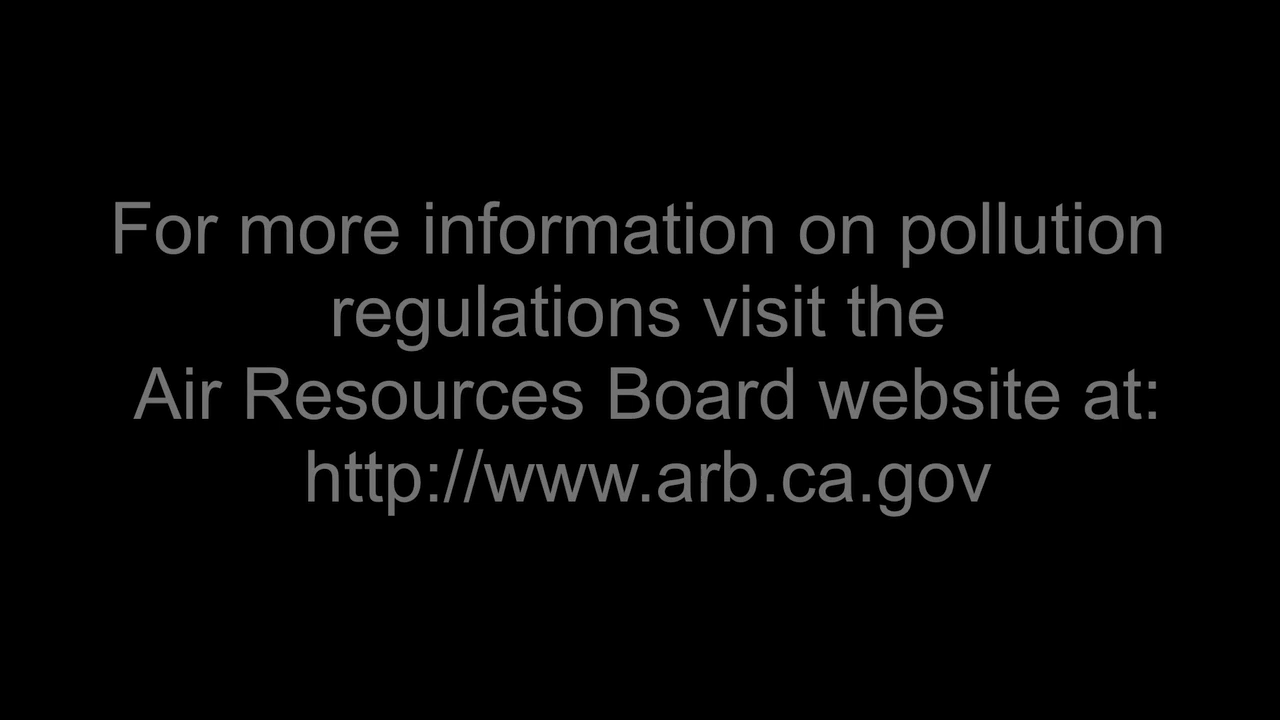 For more information on pollution
regulations visit the
Air Resources Board website at:
http://www.arb.ca.gov